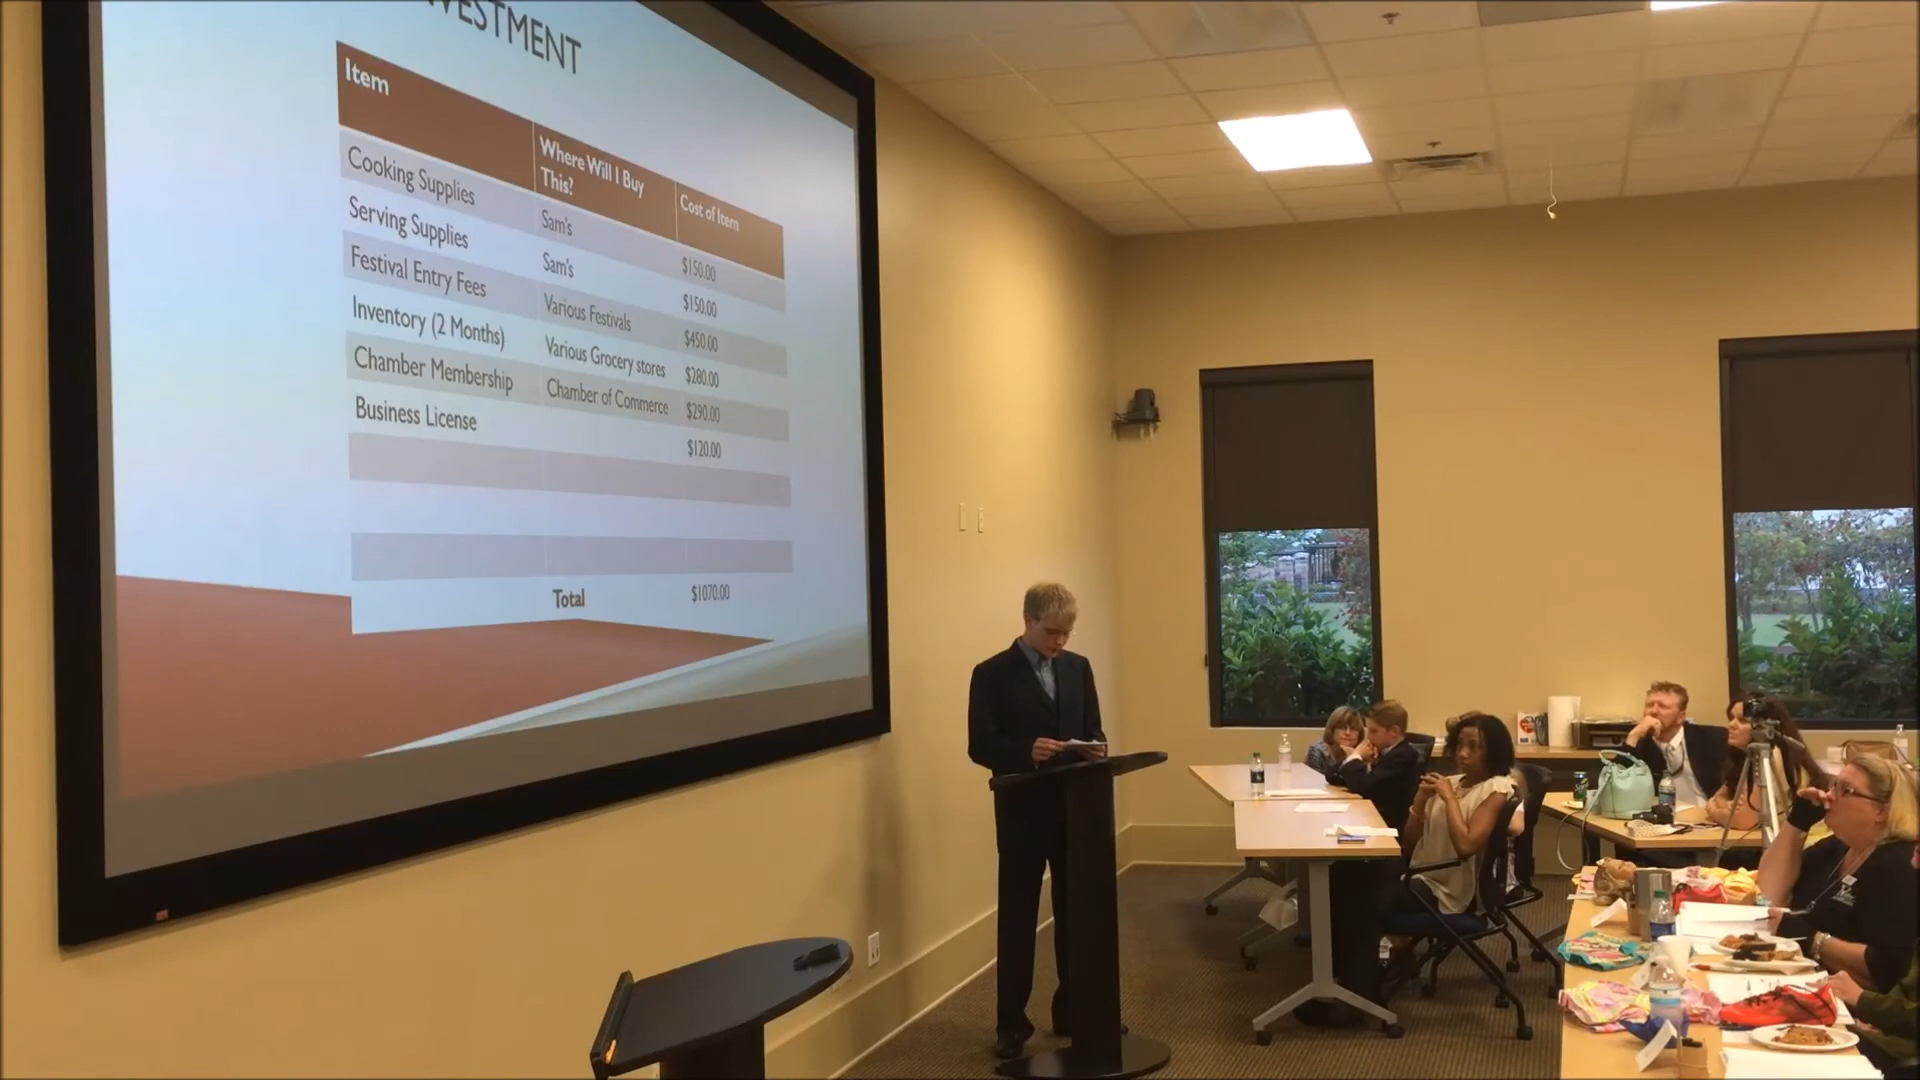 VESTMENT
Item Where Will I Buy This? Cost of Item
Cooking Supplies Sam's $150.00
Serving Supplies Sam's $150.00
Festival Entry Fees Various Festivals $450.00
Inventory (2 Months) Various Grocery stores $280.00
Chamber Membership Chamber of Commerce $290.00
Business License $120.00
Total $1070.00